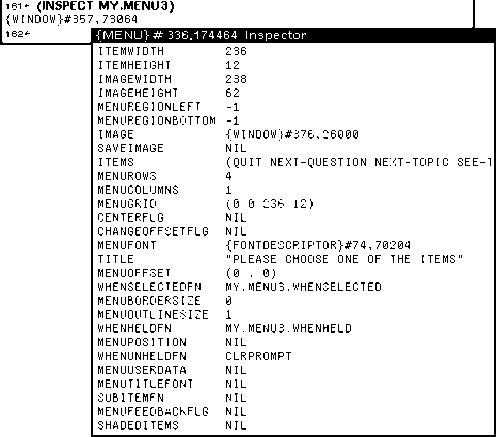 161← (INSPECT MY.MENU3)
{WINDOW}#357,73064
162←
{MENU}# 336,174464 Inspector
ITEMWIDTH 236
ITEMHEIGHT 12
IMAGEWIDTH 238
IMAGEHEIGHT 62
MENUREGIONLEFT -1
MENUREGIONBOTTOM -1
IMAGE {WINDOW}#376,26000
SAVEIMAGE NIL
ITEMS (QUIT NEXT-QUESTION NEXT-TOPIC SEE-T
MENUROWS 4
MENUCOLUMNS 1
MENUGRID (0 0 236 12)
CENTERFLG NIL
CHANGEOFFSETFLG NIL
MENUFONT {FONTDESCRIPTOR}#74,70204
TITLE "PLEASE CHOOSE ONE OF THE ITEMS"
MENUOFFSET (0 . 0)
WHENSELECTEDFN MY.MENU3.WHENSELECTED
MENUBORDERSIZE 0
MENUOUTLINESIZE 1
WHENHELDFN MY.MENU3.WHENHELD
MENUPOSITION NIL
WHENUNHELDFN CLRPROMPT
MENUUSERDATA NIL
MENUTITLEFONT NIL
SUBITEMFN NIL
MENUFEEDBACKFLG NIL
SHADEDITEMS NIL